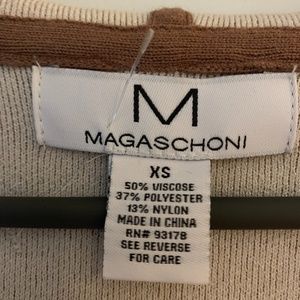 M
MAGASCHONI
XS
50% VISCOSE
37% POLYESTER
13% NYLON
MADE IN CHINA
RN# 93178
SEE REVERSE
FOR CARE